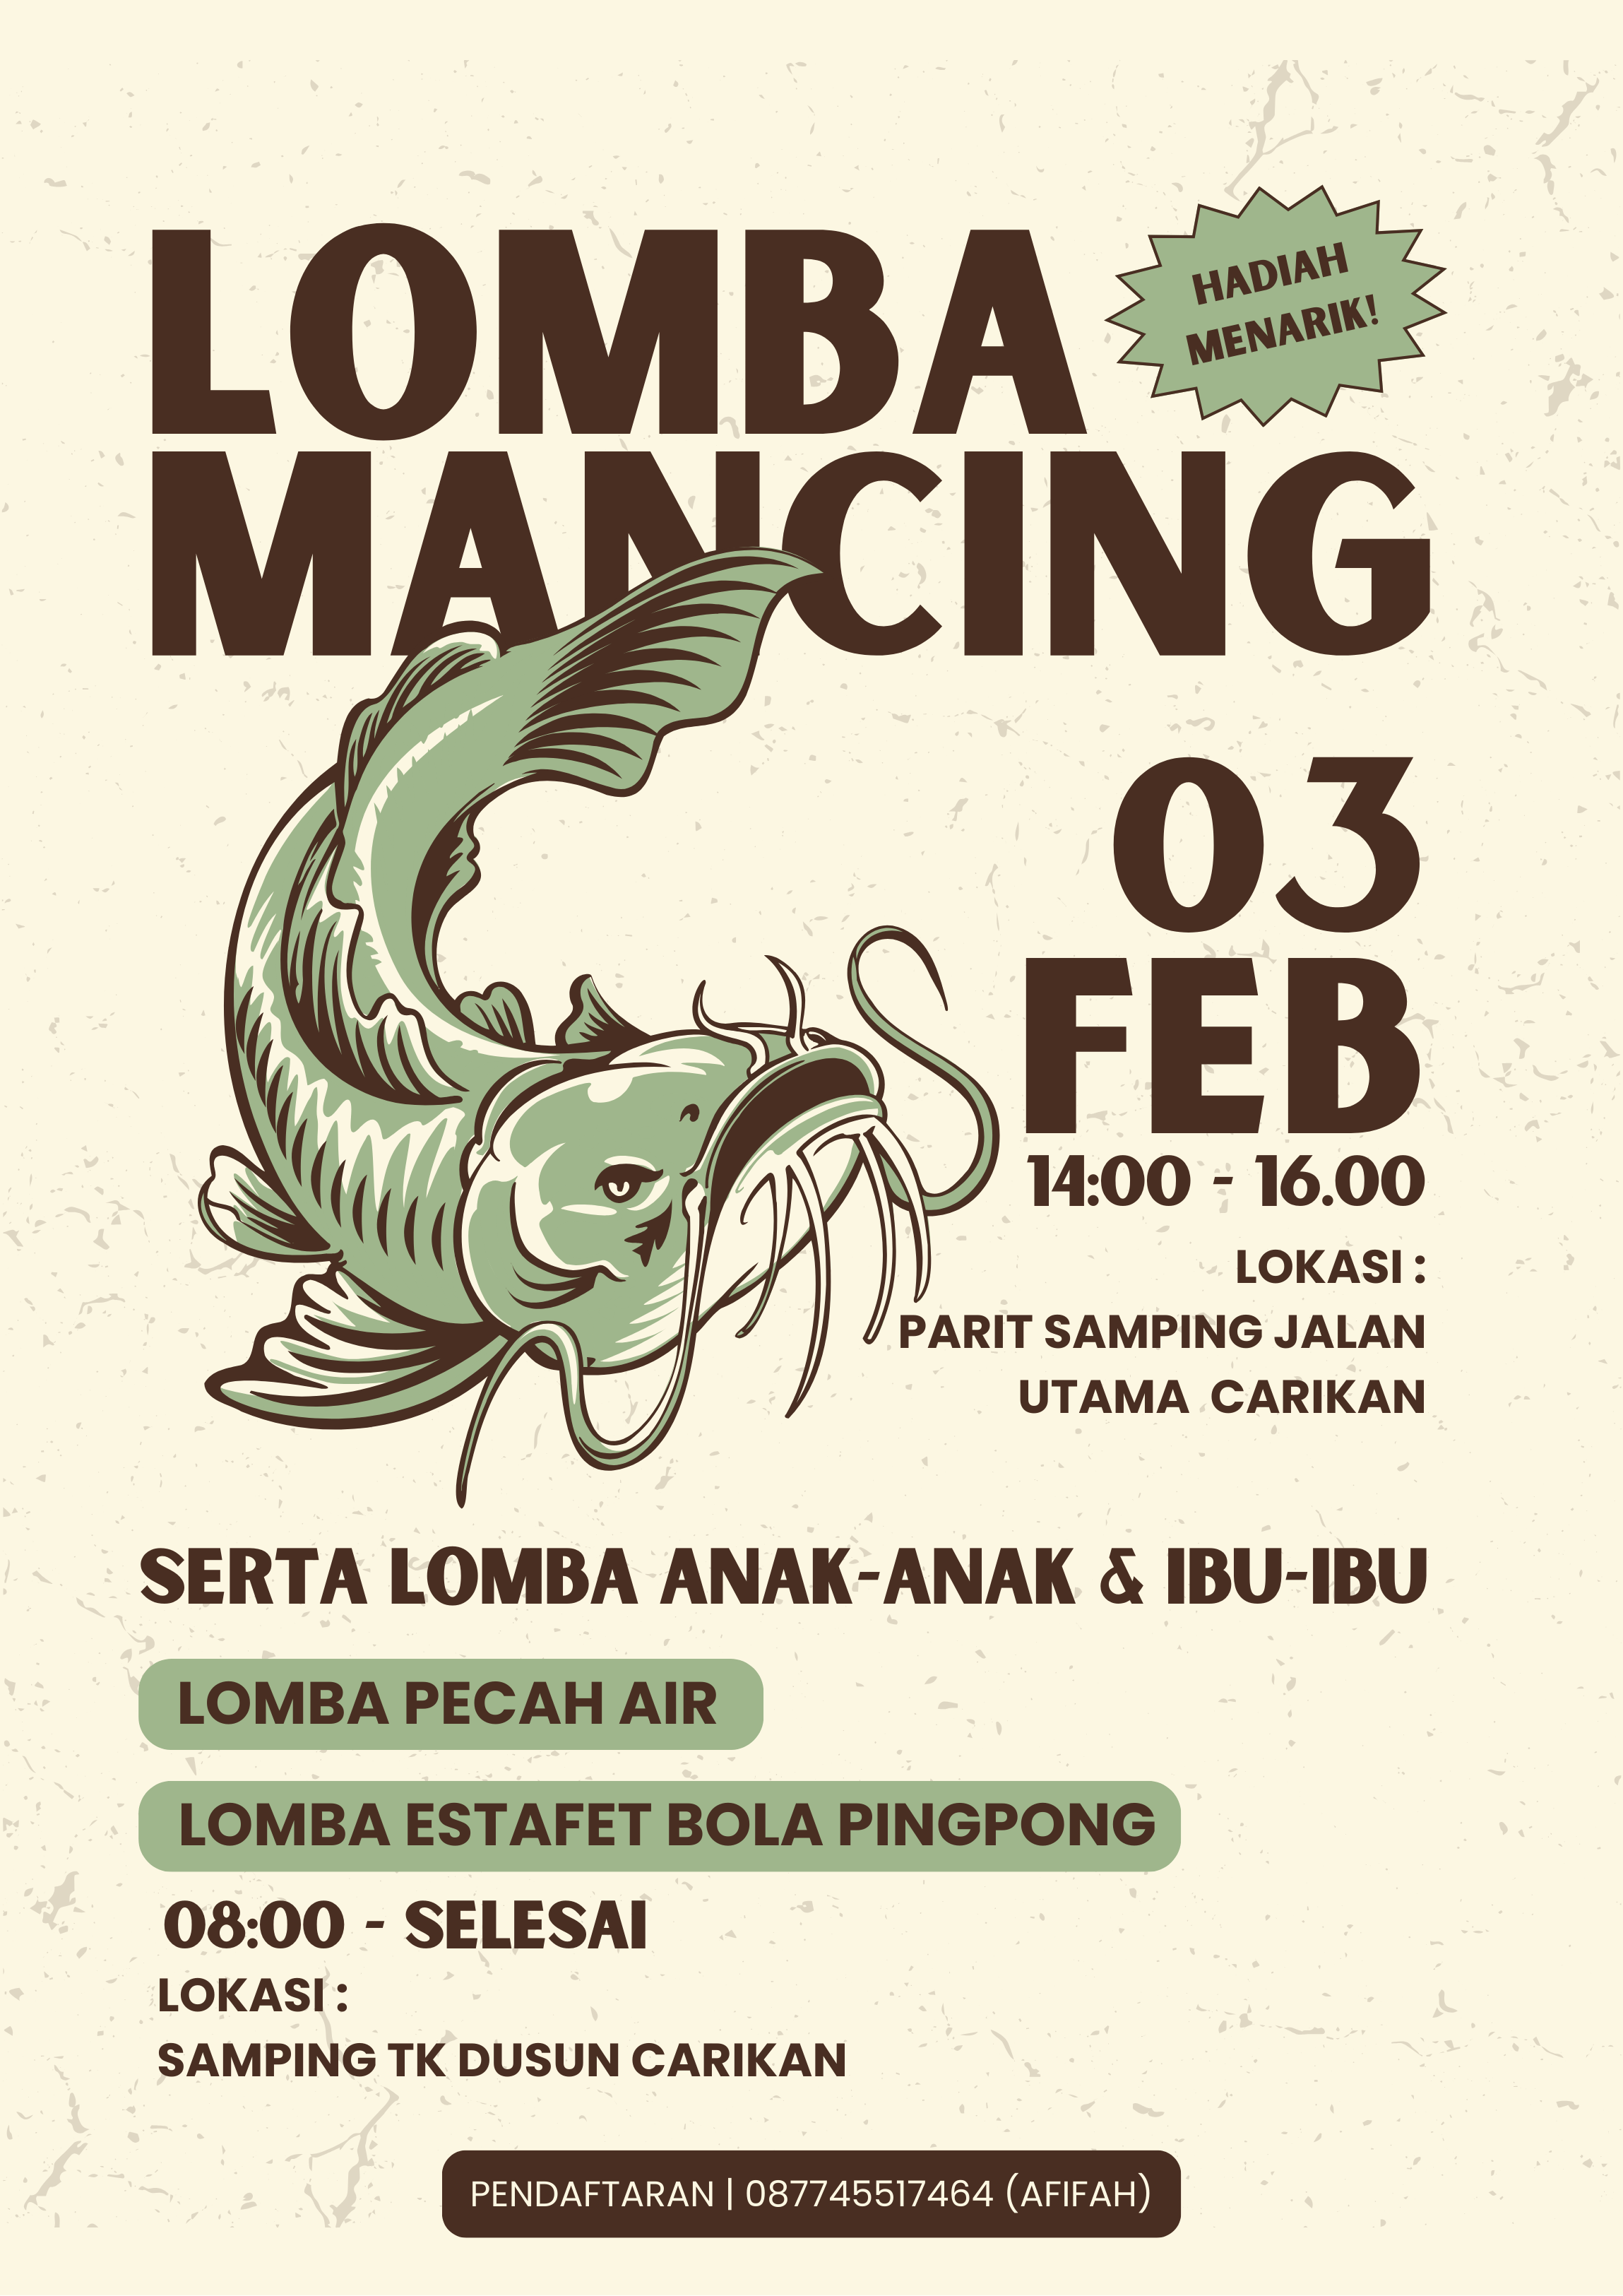 LOMBA
HADIAH
MENARIK!
MANCING
03
FEB
14:00 - 16.00
LOKASI :
PARIT SAMPING JALAN
UTAMA CARIKAN
SERTA LOMBA ANAK-ANAK & IBU-IBU
LOMBA PECAH AIR
LOMBA ESTAFET BOLA PINGPONG
08:00 - SELESAI
LOKASI :
SAMPING TK DUSUN CARIKAN
PENDAFTARAN | 087745517464 (AFIFAH)